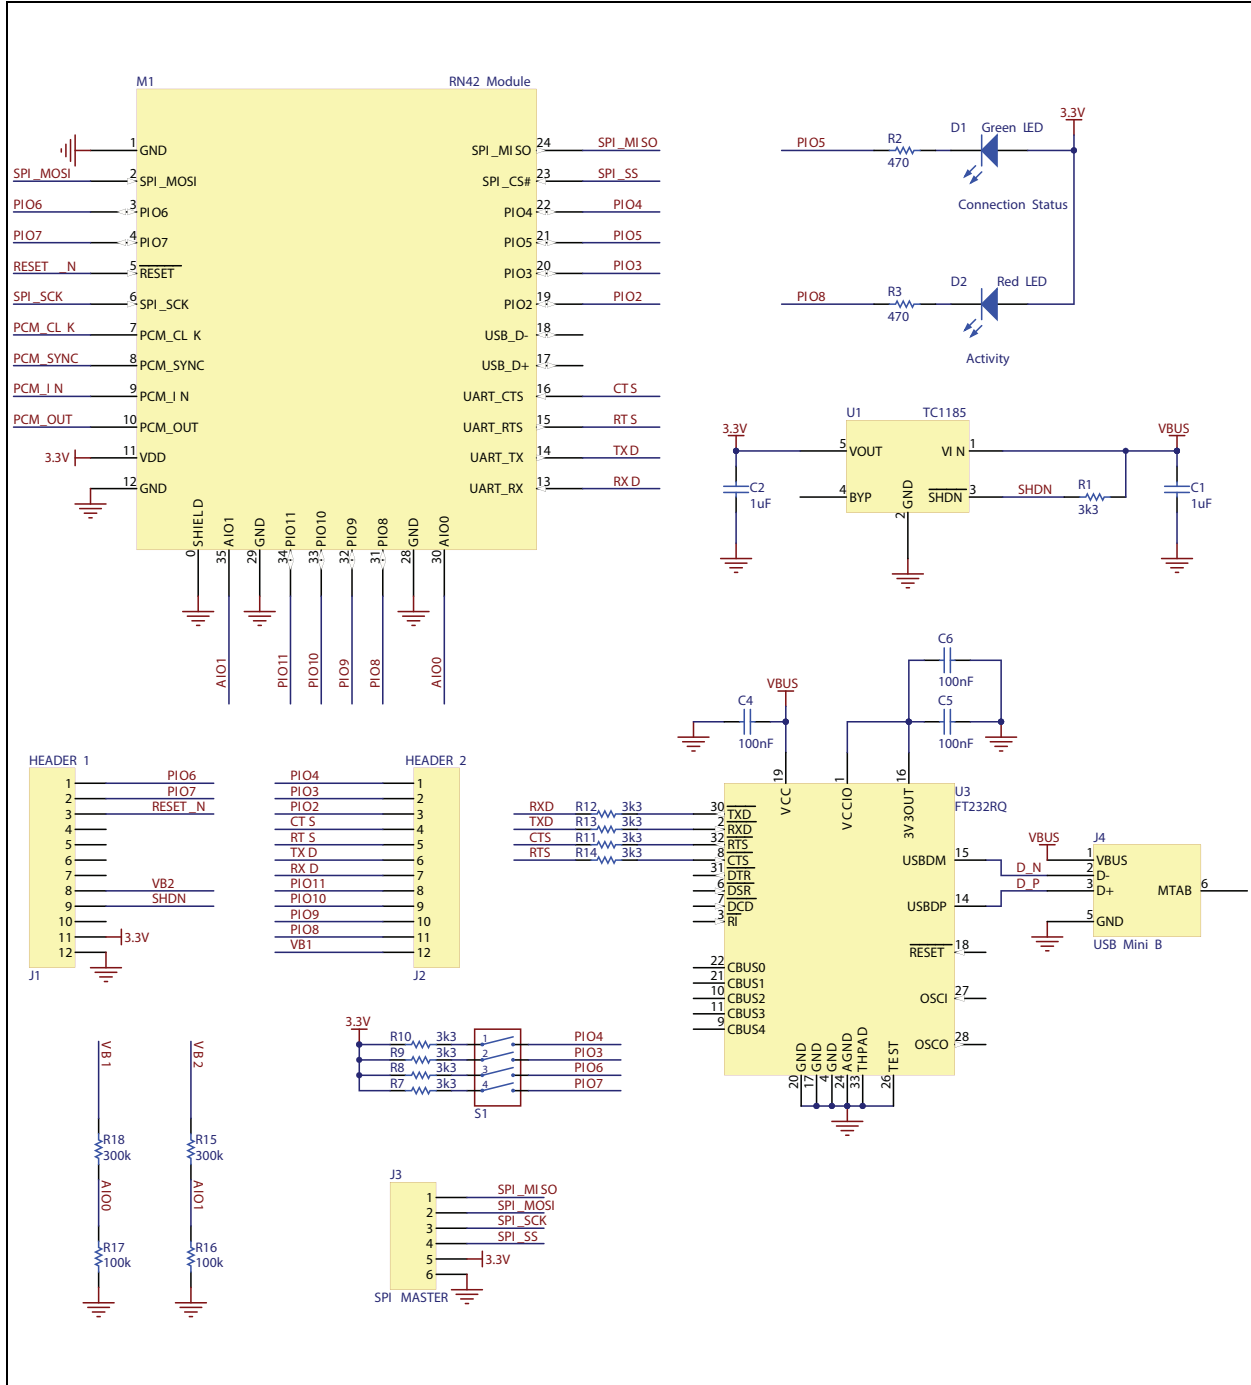 M1 RN42 Module
1 GND
SPI_MOSI 2 SPI_MOSI
PIO6 3 PIO6
PIO7 4 PIO7
RESET _N 5 RESET
SPI_SCK 6 SPI_SCK
PCM_CL K 7 PCM_CL K
PCM_SYNC 8 PCM_SYNC
PCM_I N 9 PCM_I N
PCM_OUT 10 PCM_OUT
3.3V 11 VDD
12 GND
SPI_MISO 24 SPI_MISO
SPI_CS# 23 SPI_SS
PIO4 22 PIO4
PIO5 21 PIO5
PIO3 20 PIO3
PIO2 19 PIO2
USB_D- 18
USB_D+ 17
UART_CTS 16 CTS
UART_RTS 15 RTS
UART_TX 14 TXD
UART_RX 13 RXD
0 SHIELD
35 AIO1 AIO1
29 GND
34 PIO11 PIO11
33 PIO10 PIO10
32 PIO9 PIO9
31 PIO8 PIO8
28 GND
30 AIO0 AIO0
3.3V
PIO5 R2 470 D1 Green LED
Connection Status
PIO8 R3 470 D2 Red LED
Activity
U1 TC1185
3.3V 5 VOUT VIN 1 VBUS
C2 1uF
4 BYP GND 2 SHDN 3 SHDN R1 3k3
C1 1uF
HEADER 1
1 PIO6
2 PIO7
3 RESET_N
4
5
6
7
8 VB2
9 SHDN
10
11 3.3V
12
J1
HEADER 2
PIO4 1
PIO3 2
PIO2 3
CTS 4
RTS 5
TXD 6
RXD 7
PIO11 8
PIO10 9
PIO9 10
PIO8 11
VB1 12
J2
C6
100nF
VBUS
C4
100nF
C5
100nF
19 VCC
1 VCCIO
16 3V3OUT
U3
FT232RQ
RXD R12 3k3 30 TXD
TXD R13 3k3 2 RXD
CTS R11 3k3 32 RTS
RTS R14 3k3 8 CTS
31 DTR
6 DSR
7 DCD
3 RI
22 CBUS0
21 CBUS1
10 CBUS2
11 CBUS3
9 CBUS4
USBDM 15 D_N
USBDP 14 D_P
RESET 18
OSCI 27
OSCO 28
20 GND
17 GND
4 GND
24 AGND
33 THPAD
26 TEST
VBUS
J4
1 VBUS
2 D-
3 D+
5 GND
MTAB 6
USB Mini B
3.3V
R10 3k3 1 PIO4
R9 3k3 2 PIO3
R8 3k3 3 PIO6
R7 3k3 4 PIO7
S1
VB1
R18
300k
AIO0
R17
100k
VB2
R15
300k
AIO1
R16
100k
J3
1 SPI_MISO
2 SPI_MOSI
3 SPI_SCK
4 SPI_SS
5 3.3V
6
SPI MASTER